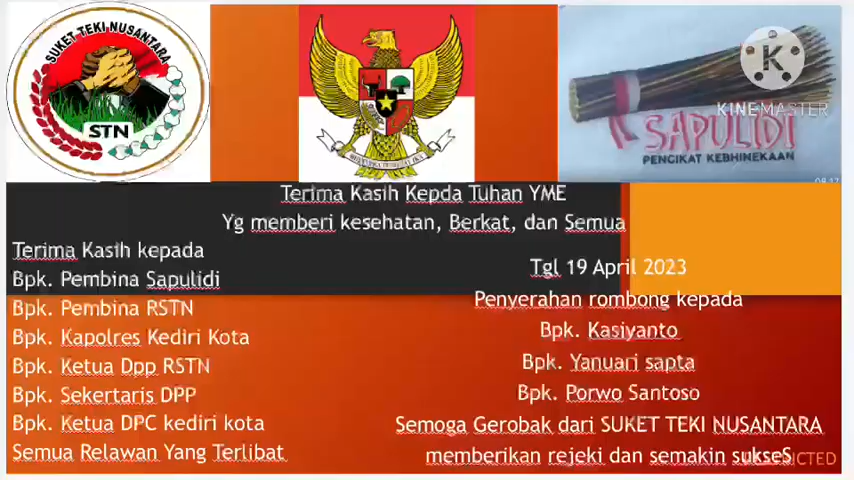 SUKET TEKI NUSANTARA
STN
KINEMASTER
SAPULIDI
PENGIKAT KEBHINEKAAN
Terima Kasih Kepda Tuhan YME
Yg memberi kesehatan, Berkat, dan Semua
Terima Kasih kepada
Bpk. Pembina Sapulidi
Bpk. Pembina RSTN
Bpk. Kapolres Kediri Kota
Bpk. Ketua Dpp RSTN
Bpk. Sekertaris DPP
Bpk. Ketua DPC kediri kota
Semua Relawan Yang Terlibat
Tgl 19 April 2023
Penyerahan rombong kepada
Bpk. Kasiyanto
Bpk. Yanuari sapta
Bpk. Porwo Santoso
Semoga Gerobak dari SUKET TEKI NUSANTARA
memberikan rejeki dan semakin sukseS